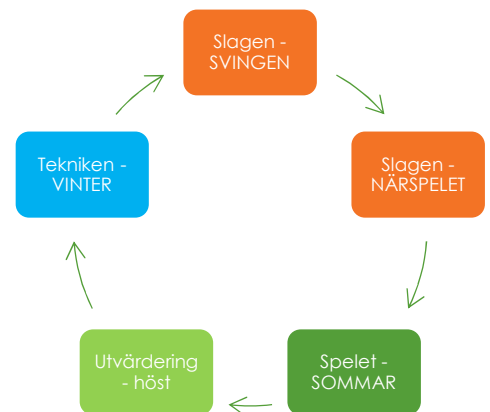 Slagen -
SVINGEN
Slagen -
NÄRSPELET
Spelet -
SOMMAR
Utvärdering
- höst
Tekniken -
VINTER